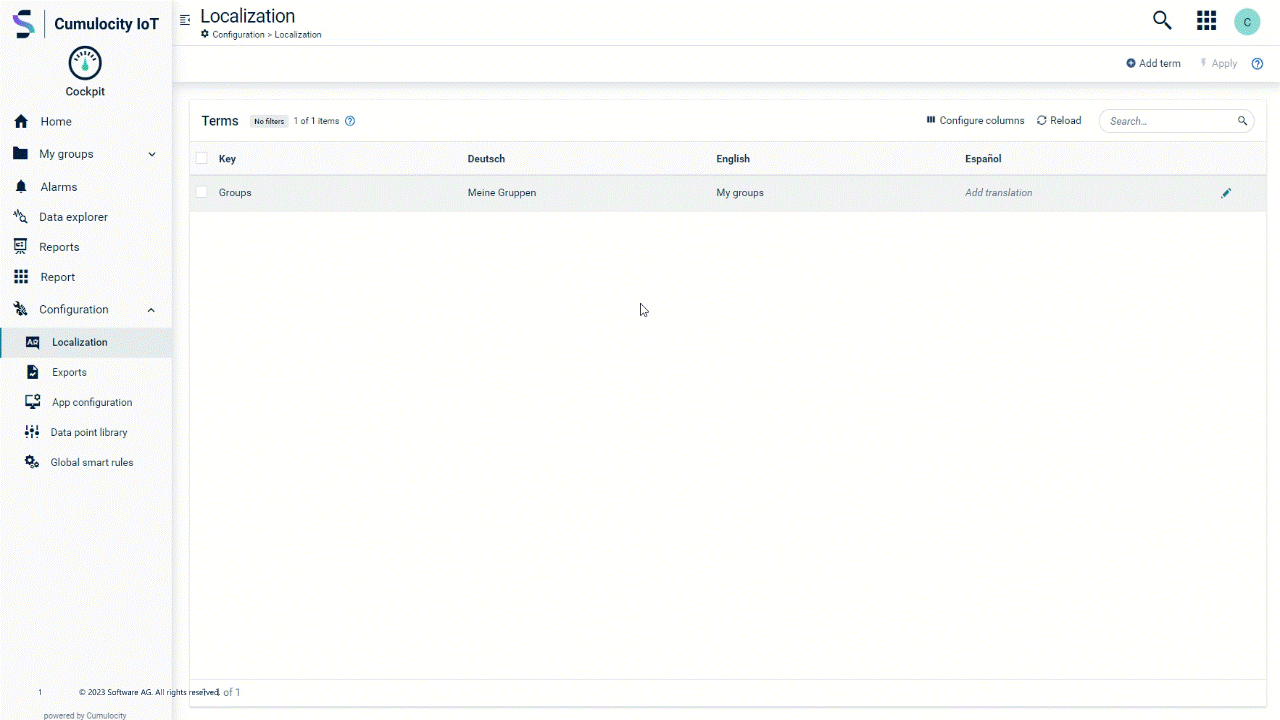 Cumulocity IoT
Cockpit
Home
My groups
Alarms
Data explorer
Reports
Report
Configuration
Localization
Exports
App configuration
Data point library
Global smart rules
1 © 2023 Software AG. All rights reserved.
powered by Cumulocity
Localization
Configuration > Localization
C
Add term Apply
Terms No filters 1 of 1 items Configure columns Reload Search...
Key Deutsch English Español
Groups Meine Gruppen My groups Add translation
of 1